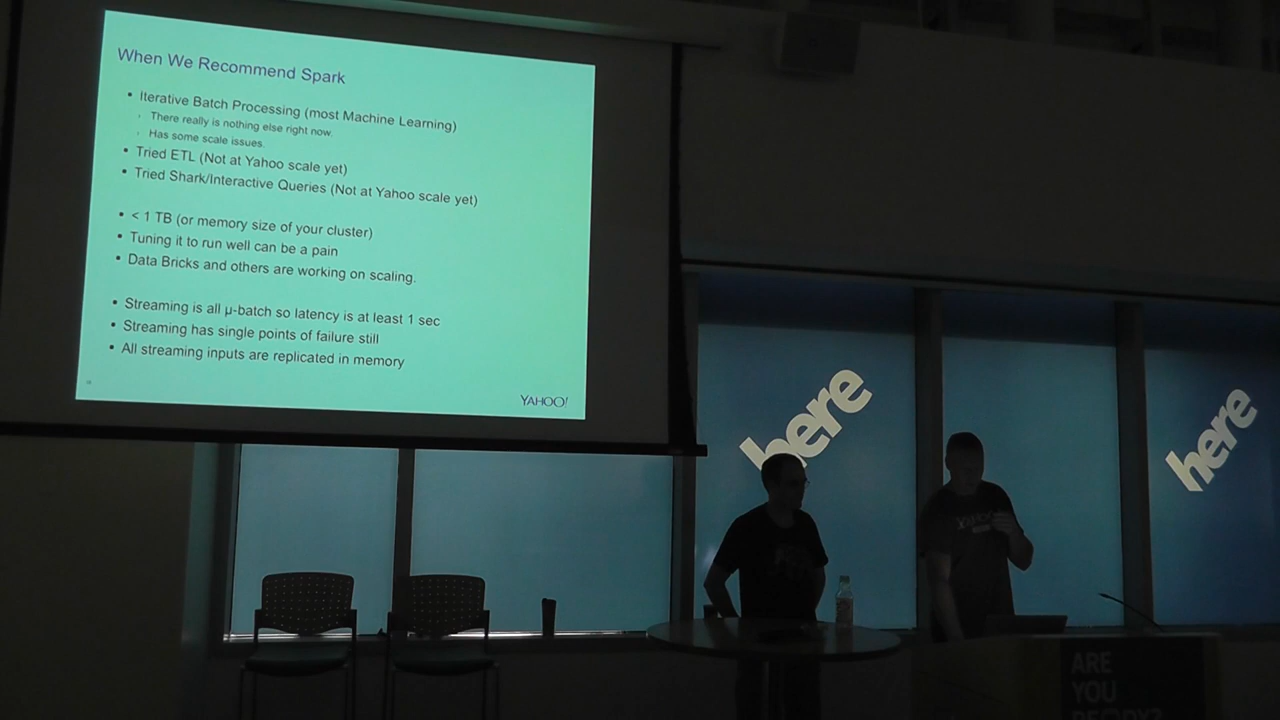 When We Recommend Spark
• Iterative Batch Processing (most Machine Learning)
There really is nothing else right now.
Has some scale issues.
• Tried ETL (Not at Yahoo scale yet)
• Tried Shark/Interactive Queries (Not at Yahoo scale yet)
• < 1 TB (or memory size of your cluster)
• Tuning it to run well can be a pain
• Data Bricks and others are working on scaling.
• Streaming is all µ-batch so latency is at least 1 sec
• Streaming has single points of failure still
• All streaming inputs are replicated in memory
YAHOO!
here
here
ARE
YOU